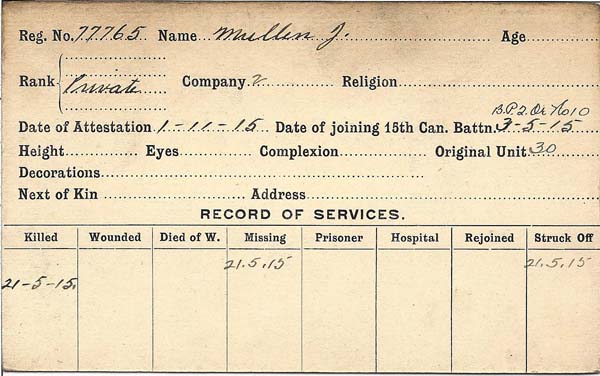 Reg. No. 77765 Name Mullen J. Age
Rank Private Company 2 Religion
B.P.2.Or.No10
Date of Attestation 1-11-15 Date of joining 15th Can. Battn. 3-5-15
Height Eyes Complexion Original Unit 30
Decorations
Next of Kin Address
RECORD OF SERVICES.
Killed Wounded Died of W. Missing Prisoner Hospital Rejoined Struck Off
21.5.15 21.5.15
21-5-15.